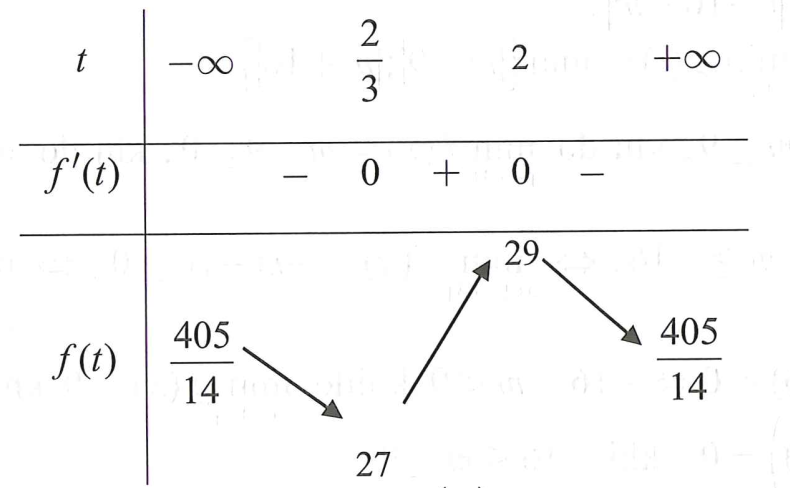 t −∞ 2/3 2 +∞
f′(t) − 0 + 0 −
29
f(t) 405/14 405/14
27